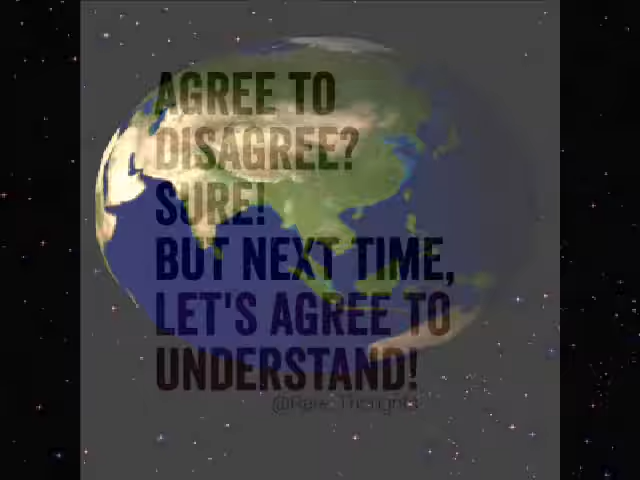 AGREE TO
DISAGREE?
SURE!
BUT NEXT TIME,
LET'S AGREE TO
UNDERSTAND!